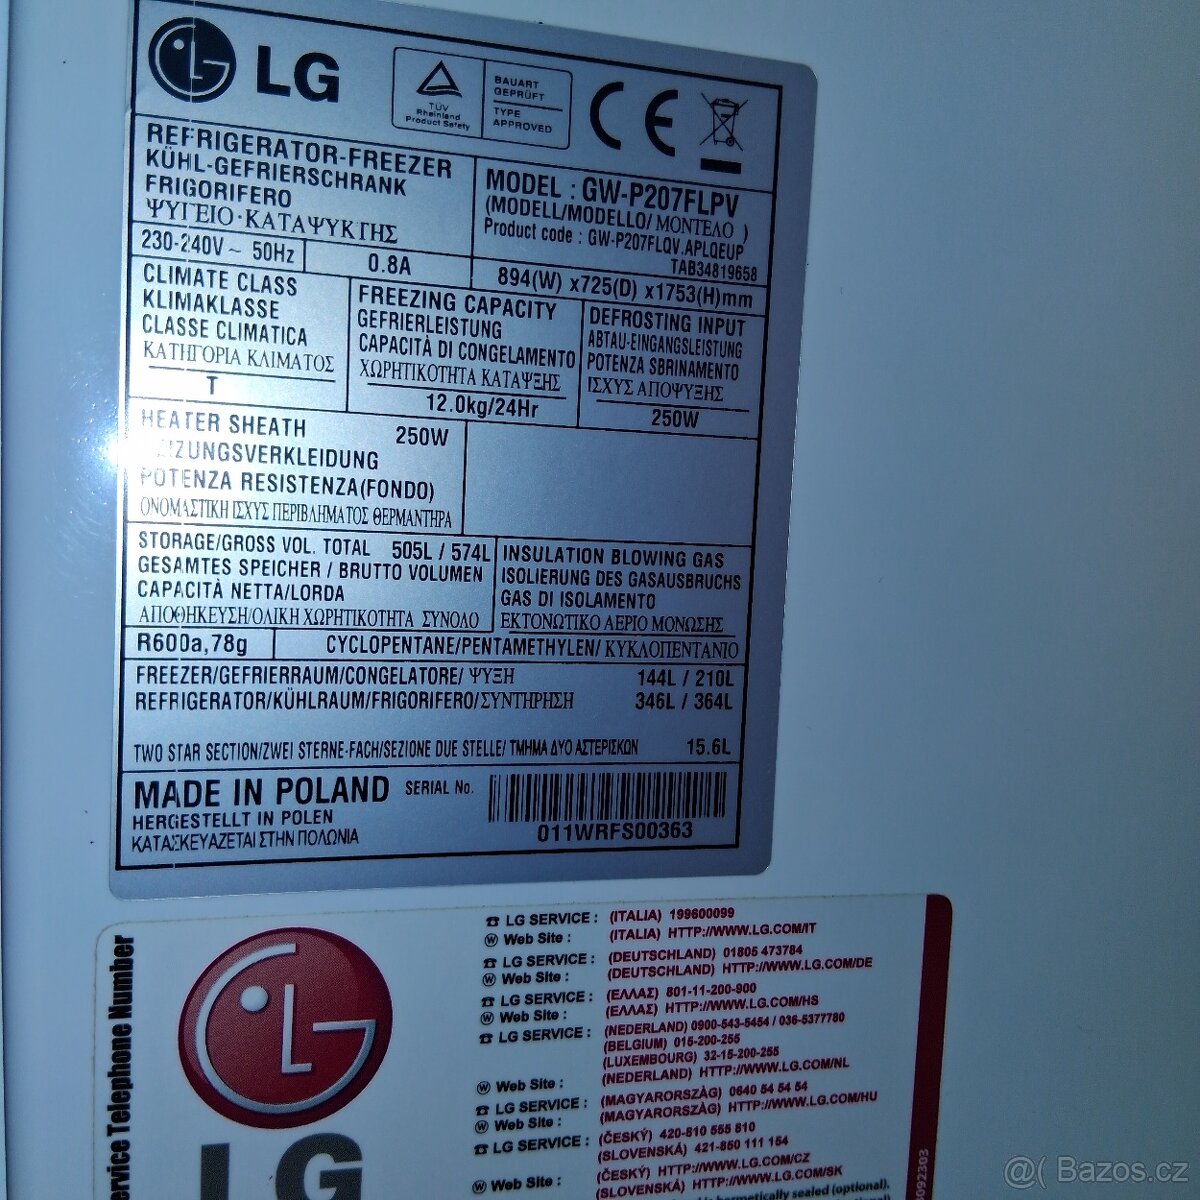 LG
TÜV
Rheinland
Product Safety
BAUART
GEPRÜFT
TYPE
APPROVED
CE
REFRIGERATOR-FREEZER
KÜHL-GEFRIERSCHRANK
FRIGORIFERO
ΨΥΓΕΙΟ·ΚΑΤΑΨΥΚΤΗΣ
MODEL : GW-P207FLPV
(MODELL/MODELLO/ ΜΟΝΤΕΛΟ )
Product code : GW-P207FLQV.APLQEUP
TAB34819658
230-240V ~ 50Hz
0.8A
894(W) x725(D) x1753(H)mm
CLIMATE CLASS
KLIMAKLASSE
CLASSE CLIMATICA
ΚΑΤΗΓΟΡΙΑ ΚΛΙΜΑΤΟΣ
T
FREEZING CAPACITY
GEFRIERLEISTUNG
CAPACITÀ DI CONGELAMENTO
ΧΩΡΗΤΙΚΟΤΗΤΑ ΚΑΤΑΨΞΗΣ
12.0kg/24Hr
DEFROSTING INPUT
ABTAU-EINGANGSLEISTUNG
POTENZA SBRINAMENTO
ΙΣΧΥΣ ΑΠΟΨΥΞΗΣ
250W
HEATER SHEATH 250W
HEIZUNGSVERKLEIDUNG
POTENZA RESISTENZA(FONDO)
ΟΝΟΜΑΣΤΙΚΗ ΙΣΧΥΣ ΠΕΡΙΒΛΗΜΑΤΟΣ ΘΕΡΜΑΝΤΗΡΑ
STORAGE/GROSS VOL. TOTAL 505L / 574L
GESAMTES SPEICHER / BRUTTO VOLUMEN
CAPACITÀ NETTA/LORDA
ΑΠΟΘΗΚΕΥΣΗ/ΟΛΙΚΗ ΧΩΡΗΤΙΚΟΤΗΤΑ ΣΥΝΟΛΟ
INSULATION BLOWING GAS
ISOLIERUNG DES GASAUSBRUCHS
GAS DI ISOLAMENTO
ΕΚΤΟΝΩΤΙΚΟ ΑΕΡΙΟ ΜΟΝΩΣΗΣ
R600a,78g
CYCLOPENTANE/PENTAMETHYLEN/ ΚΥΚΛΟΠΕΝΤΑΝΙΟ
FREEZER/GEFRIERRAUM/CONGELATORE/ ΨΥΞΗ 144L / 210L
REFRIGERATOR/KÜHLRAUM/FRIGORIFERO/ΣΥΝΤΗΡΗΣΗ 346L / 364L
TWO STAR SECTION/ZWEI STERNE-FACH/SEZIONE DUE STELLE/ ΤΜΗΜΑ ΔΥΟ ΑΣΤΕΡΙΣΚΩΝ 15.6L
MADE IN POLAND SERIAL No.
HERGESTELLT IN POLEN
ΚΑΤΑΣΚΕΥΑΖΕΤΑΙ ΣΤΗΝ ΠΟΛΩΝΙΑ
011WRFS00363
Service Telephone Number
LG
LG SERVICE : (ITALIA) 199600099
Web Site : (ITALIA) HTTP://WWW.LG.COM/IT
LG SERVICE : (DEUTSCHLAND) 01805 473784
Web Site : (DEUTSCHLAND) HTTP://WWW.LG.COM/DE
LG SERVICE : (ΕΛΛΑΣ) 801-11-200-900
Web Site : (ΕΛΛΑΣ) HTTP://WWW.LG.COM/HS
LG SERVICE : (NEDERLAND) 0900-543-5454 / 036-5377780
(BELGIUM) 015-200-255
(LUXEMBOURG) 32-15-200-255
Web Site : (NEDERLAND) HTTP://WWW.LG.COM/NL
LG SERVICE : (MAGYARORSZÀG) 0640 54 54 54
Web Site : (MAGYARORSZÀG) HTTP://WWW.LG.COM/HU
LG SERVICE : (ČESKÝ) 420-810 555 810
(SLOVENSKÁ) 421-850 111 154
Web Site : (ČESKÝ) HTTP://WWW.LG.COM/CZ
(SLOVENSKÁ) HTTP://WWW.LG.COM/SK
is hermetically sealed (optional).
@( Bazos.cz